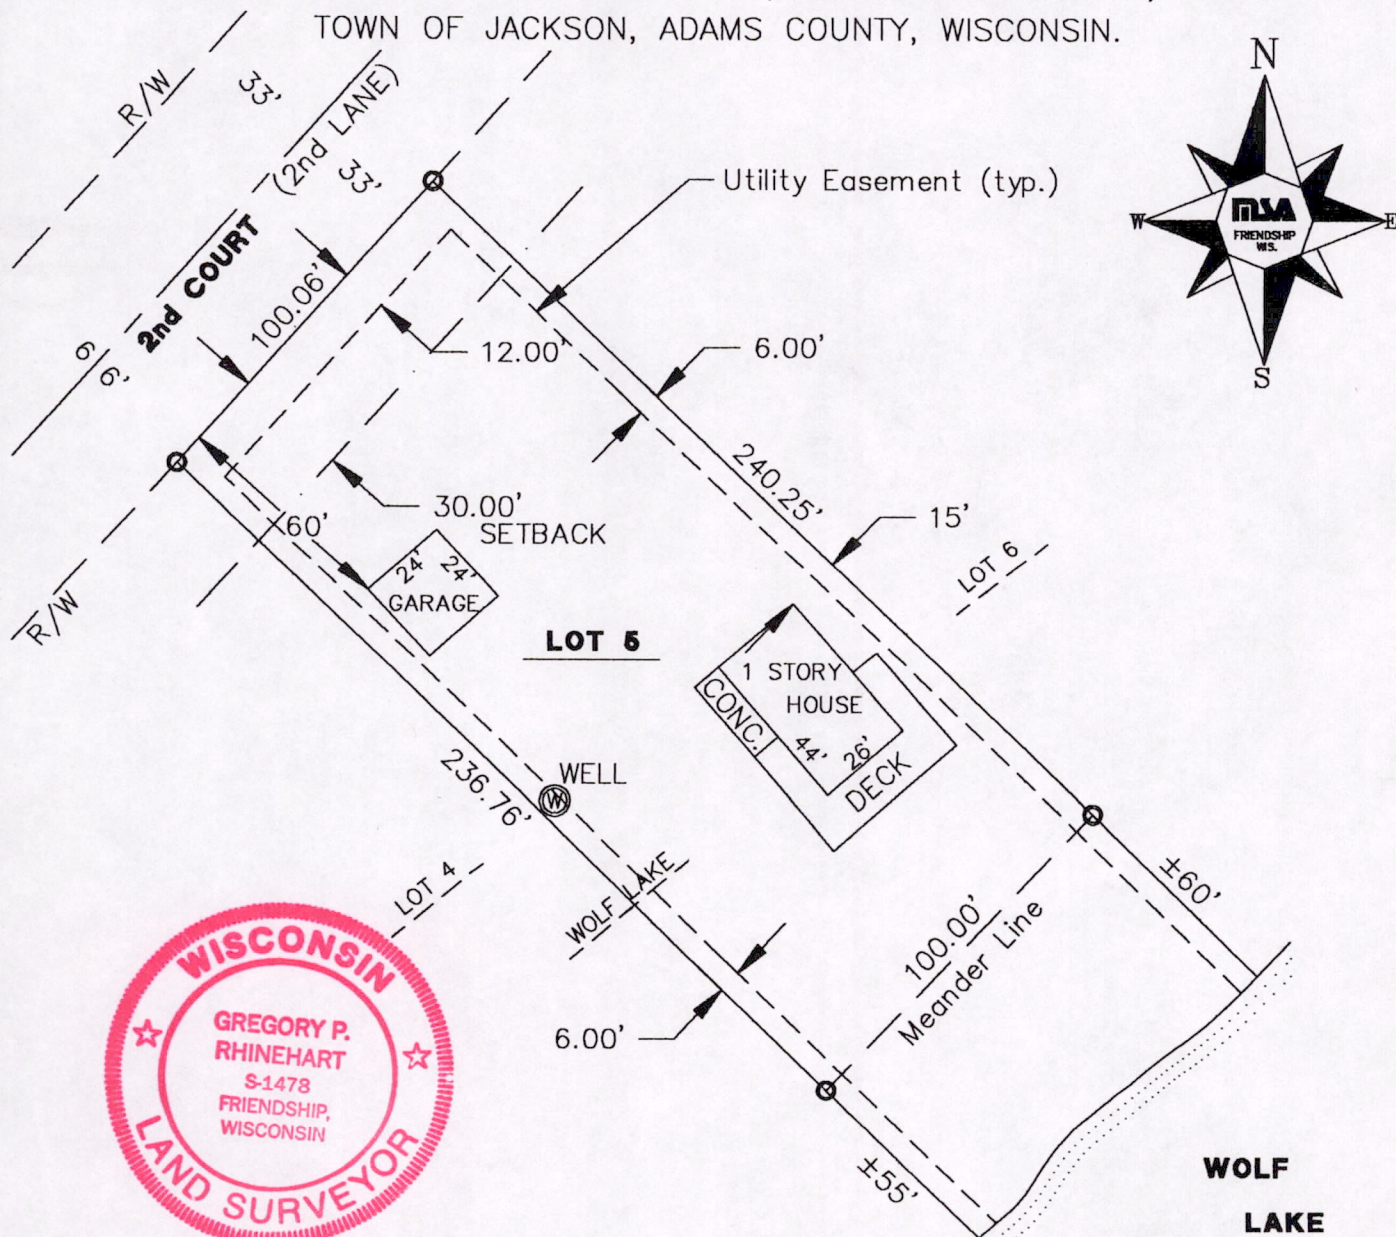 TOWN OF JACKSON, ADAMS COUNTY, WISCONSIN.
N
R/W
33'
(2nd LANE)
33'
Utility Easement (typ.)
W
MSA
FRIENDSHIP
WIS.
E
2nd COURT
100.06'
66'
12.00'
6.00'
S
240.25'
30.00'
SETBACK
60'
15'
24' 24'
GARAGE
LOT 6
R/W
LOT 5
1 STORY
HOUSE
CONC.
44' 26'
DECK
236.76'
WELL
W
LOT 4
WOLF LAKE
±60'
100.00'
Meander Line
6.00'
WISCONSIN
GREGORY P.
RHINEHART
S-1478
FRIENDSHIP,
WISCONSIN
LAND SURVEYOR
±55'
WOLF
LAKE